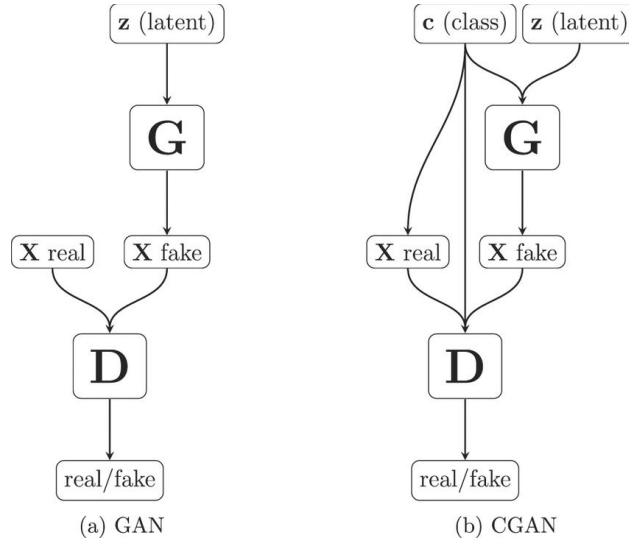 z (latent)
G
X real
X fake
D
real/fake
(a) GAN
c (class)
z (latent)
G
X real
X fake
D
real/fake
(b) CGAN